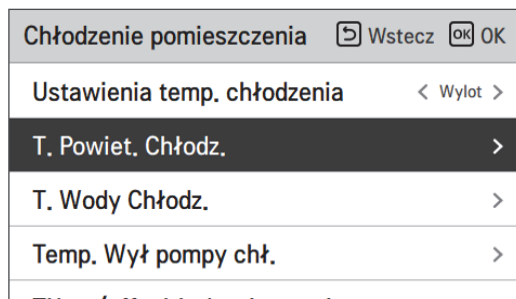 Chłodzenie pomieszczenia Wstecz OK OK
Ustawienia temp. chłodzenia < Wylot >
T. Powiet. Chłodz. >
T. Wody Chłodz. >
Temp. Wył pompy chł. >